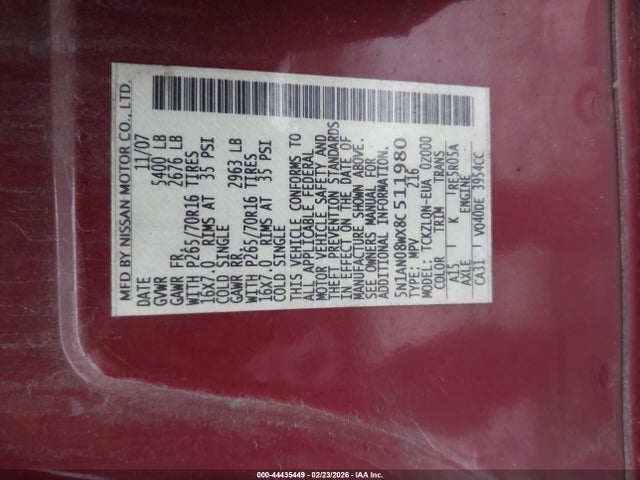 MFD BY NISSAN MOTOR CO., LTD.
DATE 11/07
GVWR 5400 LB
GAWR FR 2676 LB
WITH P265/70R16 TIRES
16X7.0 RIMS AT 35 PSI
COLD SINGLE
GAWR RR 2963 LB
WITH P265/70R16 TIRES
16X7.0 RIMS AT 35 PSI
COLD SINGLE
THIS VEHICLE CONFORMS TO
ALL APPLICABLE FEDERAL
MOTOR VEHICLE SAFETY AND
THEFT PREVENTION STANDARDS
IN EFFECT ON THE DATE OF
MANUFACTURE SHOWN ABOVE.
SEE OWNERS MANUAL FOR
ADDITIONAL INFORMATION.
5N1AN08WX8C511980
TYPE: MPV 216
MODEL: TCKZLQN-EUA 02000
COLOR TRIM TRANS
A15 K RE5R05A
AXLE ENGINE
CA31 VQ40DE 3954CC
000-44435449 - 02/23/2026 - IAA Inc.